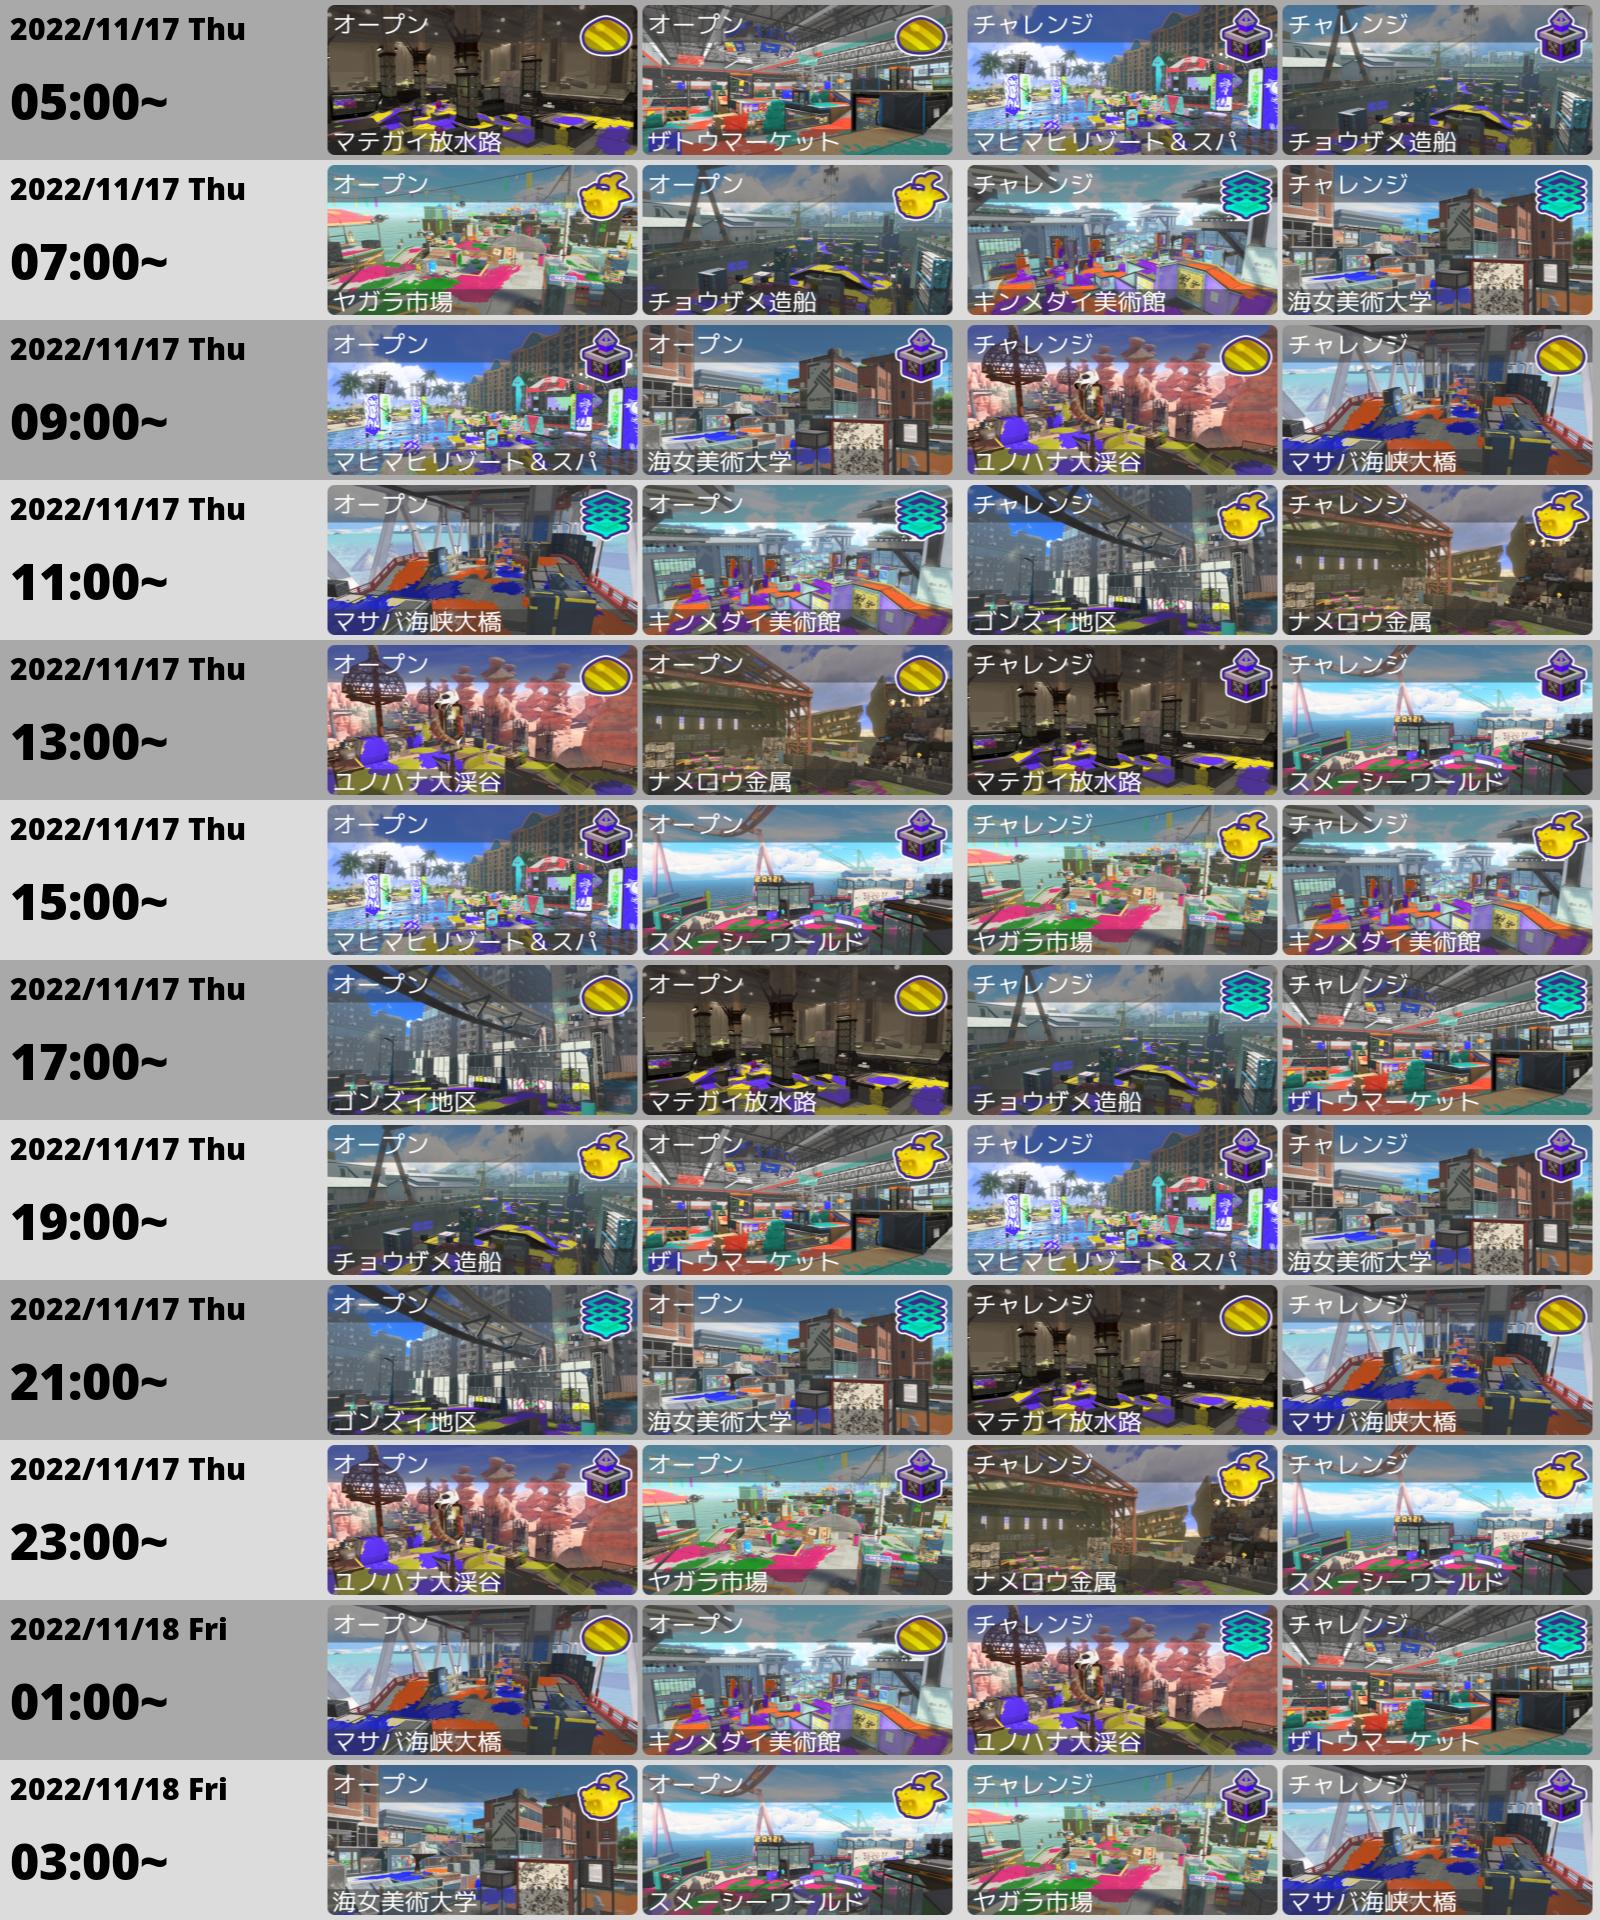 2022/11/17 Thu
05:00~
オープン オープン チャレンジ チャレンジ
マテガイ放水路 ザトウマーケット マヒマヒリゾート＆スパ チョウザメ造船
2022/11/17 Thu
07:00~
オープン オープン チャレンジ チャレンジ
ヤガラ市場 チョウザメ造船 キンメダイ美術館 海女美術大学
2022/11/17 Thu
09:00~
オープン オープン チャレンジ チャレンジ
マヒマヒリゾート＆スパ 海女美術大学 ユノハナ大渓谷 マサバ海峡大橋
2022/11/17 Thu
11:00~
オープン オープン チャレンジ チャレンジ
マサバ海峡大橋 キンメダイ美術館 ゴンズイ地区 ナメロウ金属
2022/11/17 Thu
13:00~
オープン オープン チャレンジ チャレンジ
ユノハナ大渓谷 ナメロウ金属 マテガイ放水路 スメーシーワールド
2022/11/17 Thu
15:00~
オープン オープン チャレンジ チャレンジ
マヒマヒリゾート＆スパ スメーシーワールド ヤガラ市場 キンメダイ美術館
2022/11/17 Thu
17:00~
オープン オープン チャレンジ チャレンジ
ゴンズイ地区 マテガイ放水路 チョウザメ造船 ザトウマーケット
2022/11/17 Thu
19:00~
オープン オープン チャレンジ チャレンジ
チョウザメ造船 ザトウマーケット マヒマヒリゾート＆スパ 海女美術大学
2022/11/17 Thu
21:00~
オープン オープン チャレンジ チャレンジ
ゴンズイ地区 海女美術大学 マテガイ放水路 マサバ海峡大橋
2022/11/17 Thu
23:00~
オープン オープン チャレンジ チャレンジ
ユノハナ大渓谷 ヤガラ市場 ナメロウ金属 スメーシーワールド
2022/11/18 Fri
01:00~
オープン オープン チャレンジ チャレンジ
マサバ海峡大橋 キンメダイ美術館 ユノハナ大渓谷 ザトウマーケット
2022/11/18 Fri
03:00~
オープン オープン チャレンジ チャレンジ
海女美術大学 スメーシーワールド ヤガラ市場 マサバ海峡大橋